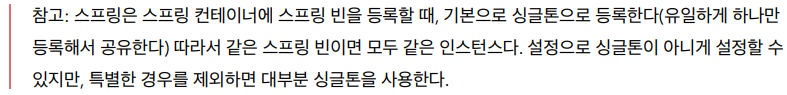 참고: 스프링은 스프링 컨테이너에 스프링 빈을 등록할 때, 기본으로 싱글톤으로 등록한다(유일하게 하나만
등록해서 공유한다) 따라서 같은 스프링 빈이면 모두 같은 인스턴스다. 설정으로 싱글톤이 아니게 설정할 수
있지만, 특별한 경우를 제외하면 대부분 싱글톤을 사용한다.